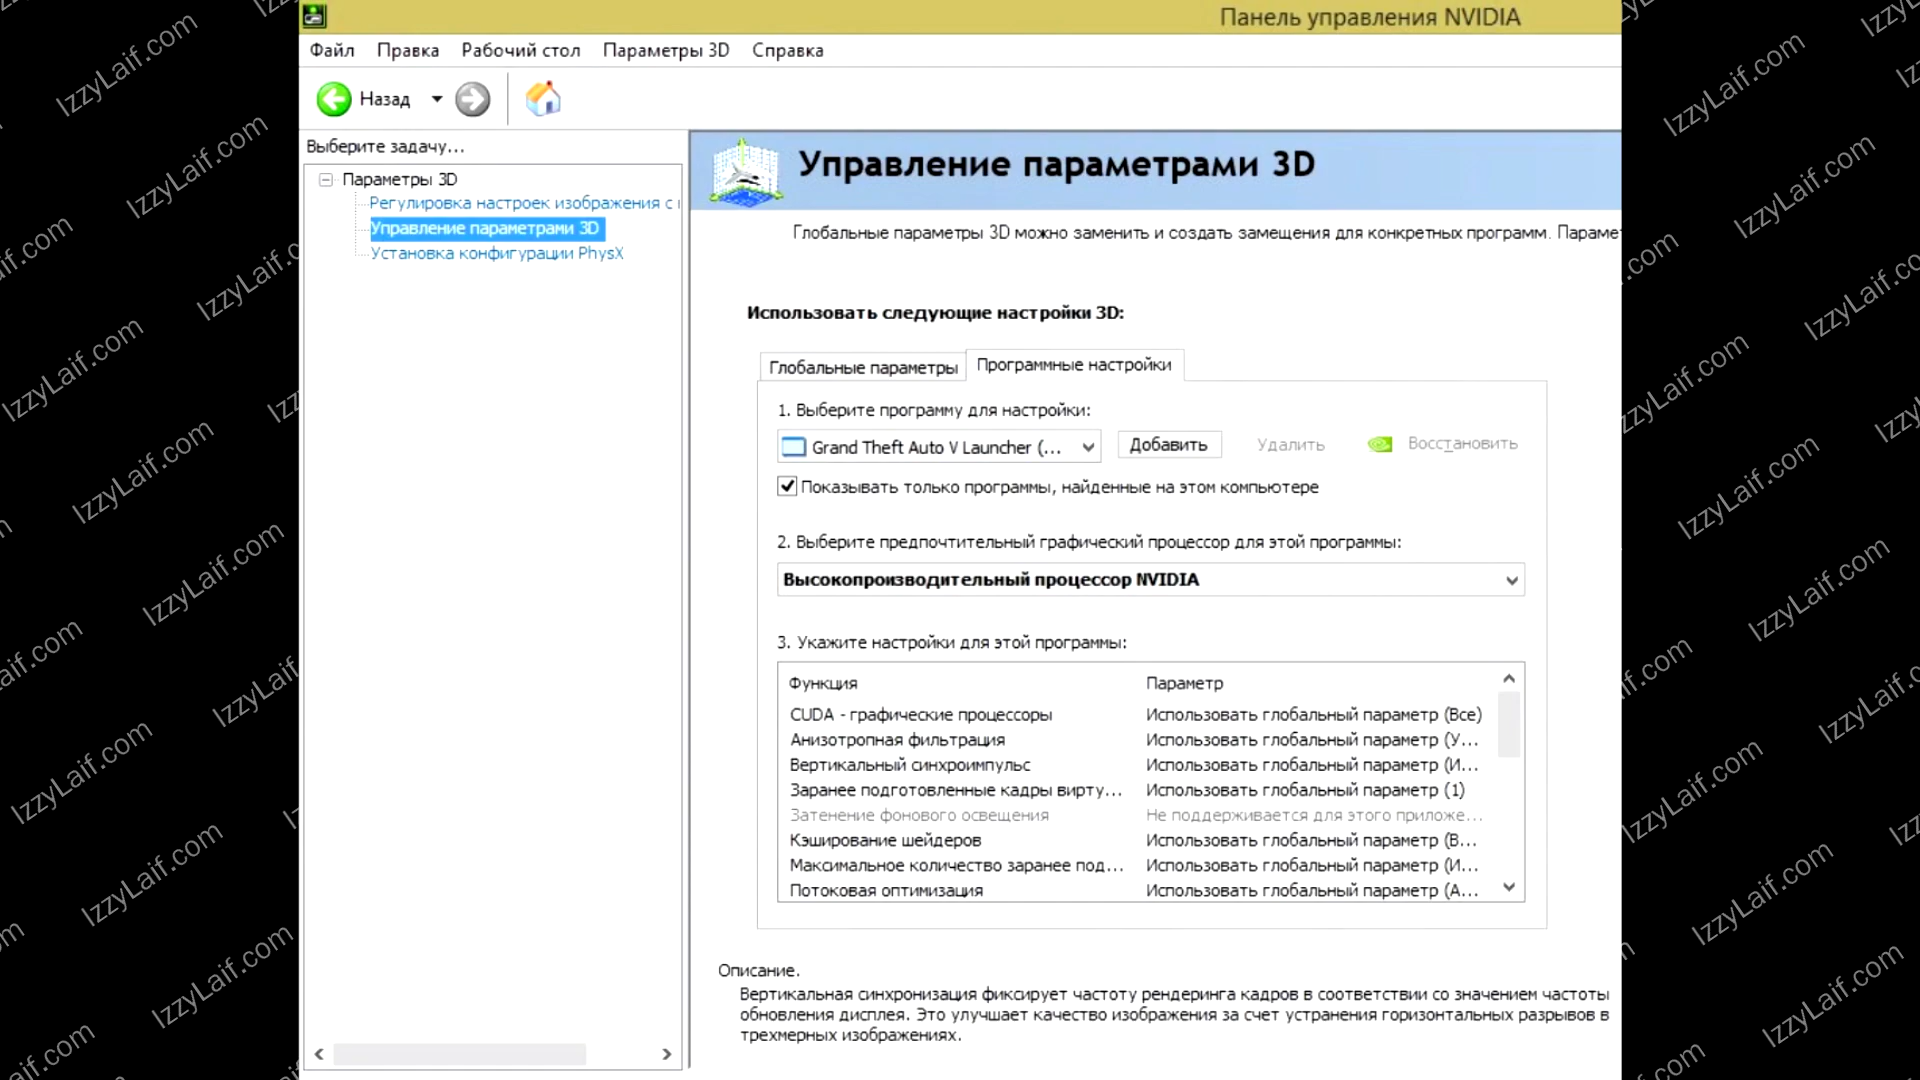 Панель управления NVIDIA
Файл Правка Рабочий стол Параметры 3D Справка
Назад
Выберите задачу...
Параметры 3D
Регулировка настроек изображения с
Управление параметрами 3D
Установка конфигурации PhysX
Управление параметрами 3D
Глобальные параметры 3D можно заменить и создать замещения для конкретных программ. Параме
Использовать следующие настройки 3D:
Глобальные параметры Программные настройки
1. Выберите программу для настройки:
Grand Theft Auto V Launcher (... Добавить Удалить Восстановить
Показывать только программы, найденные на этом компьютере
2. Выберите предпочтительный графический процессор для этой программы:
Высокопроизводительный процессор NVIDIA
3. Укажите настройки для этой программы:
Функция Параметр
CUDA - графические процессоры Использовать глобальный параметр (Все)
Анизотропная фильтрация Использовать глобальный параметр (У...
Вертикальный синхроимпульс Использовать глобальный параметр (И...
Заранее подготовленные кадры вирту... Использовать глобальный параметр (1)
Затенение фонового освещения Не поддерживается для этого приложе...
Кэширование шейдеров Использовать глобальный параметр (В...
Максимальное количество заранее под... Использовать глобальный параметр (И...
Потоковая оптимизация Использовать глобальный параметр (А...
Описание.
Вертикальная синхронизация фиксирует частоту рендеринга кадров в соответствии со значением частоты
обновления дисплея. Это улучшает качество изображения за счет устранения горизонтальных разрывов в
трехмерных изображениях.
IzzyLaif.com